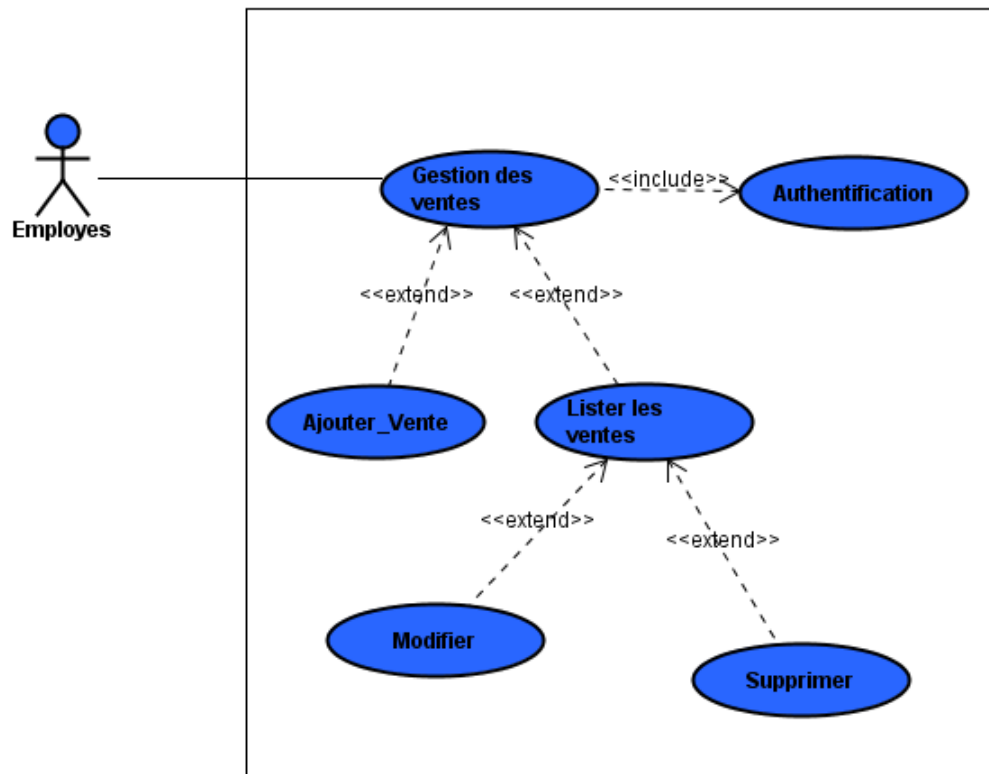 Employes
Gestion des
ventes
<<include>>
Authentification
<<extend>>
<<extend>>
Ajouter_Vente
Lister les
ventes
<<extend>>
<<extend>>
Modifier
Supprimer